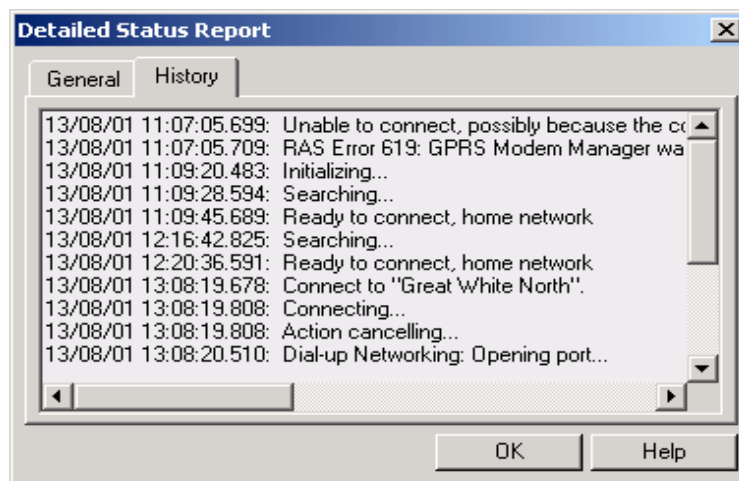 Detailed Status Report
General History
13/08/01 11:07:05.699: Unable to connect, possibly because the
13/08/01 11:07:05.709: RAS Error 619: GPRS Modem Manager
13/08/01 11:09:20.483: Initializing...
13/08/01 11:09:28.594: Searching...
13/08/01 11:09:45.689: Ready to connect, home network
13/08/01 12:16:42.825: Searching...
13/08/01 12:20:36.591: Ready to connect, home network
13/08/01 13:08:19.678: Connect to "Great White North".
13/08/01 13:08:19.808: Connecting...
13/08/01 13:08:19.808: Action cancelling...
13/08/01 13:08:20.510: Dial-up Networking: Opening port...
OK Help